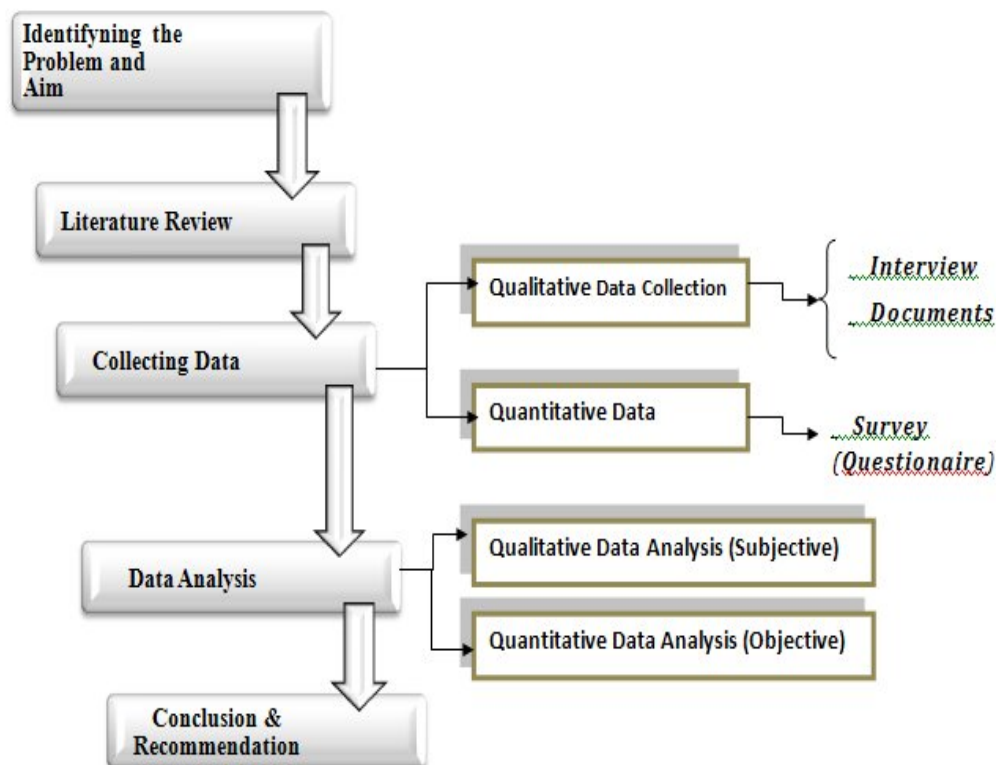 Identifyning the
Problem and
Aim
Literature Review
Collecting Data
Qualitative Data Collection
. Interview
. Documents
Quantitative Data
. Survey
(Questionaire)
Data Analysis
Qualitative Data Analysis (Subjective)
Quantitative Data Analysis (Objective)
Conclusion &
Recommendation